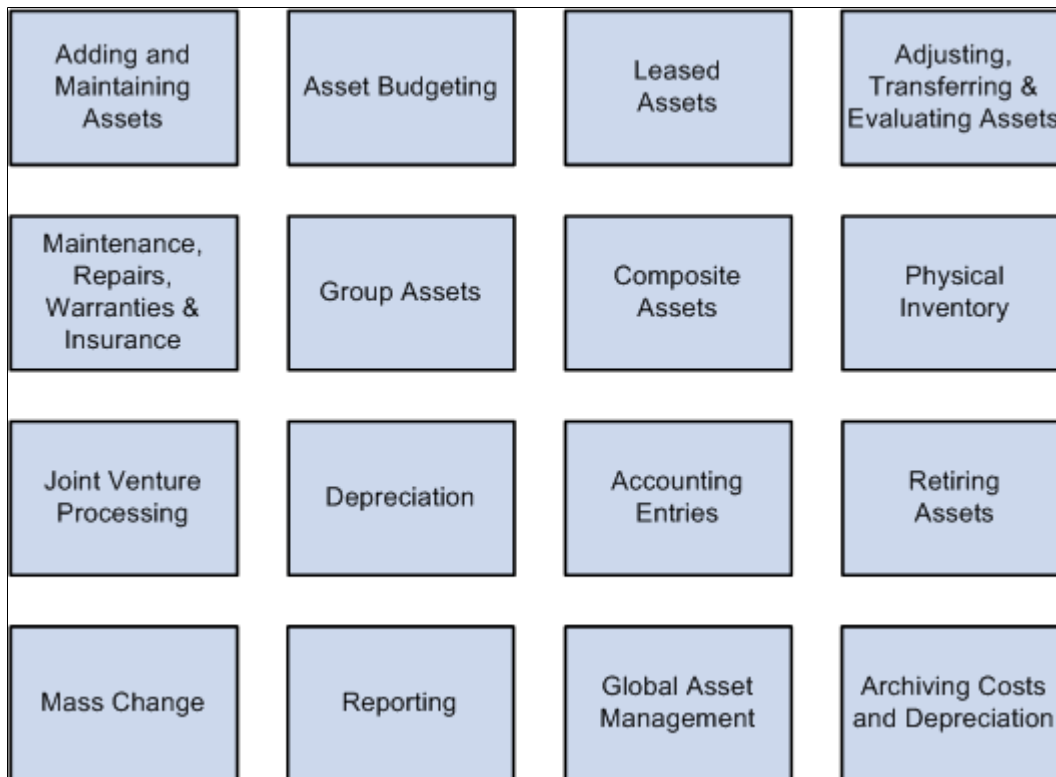 Adding and
Maintaining
Assets
Asset Budgeting
Leased
Assets
Adjusting,
Transferring &
Evaluating Assets
Maintenance,
Repairs,
Warranties &
Insurance
Group Assets
Composite
Assets
Physical
Inventory
Joint Venture
Processing
Depreciation
Accounting
Entries
Retiring
Assets
Mass Change
Reporting
Global Asset
Management
Archiving Costs
and Depreciation